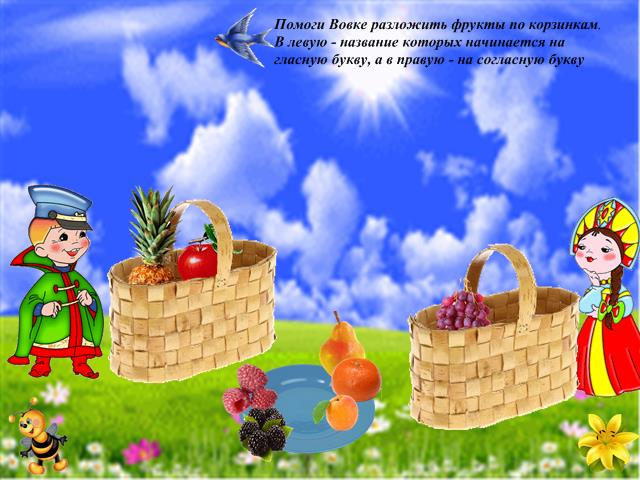 Помоги Вовке разложить фрукты по корзинкам.
В левую - название которых начинается на
гласную букву, а в правую - на согласную букву